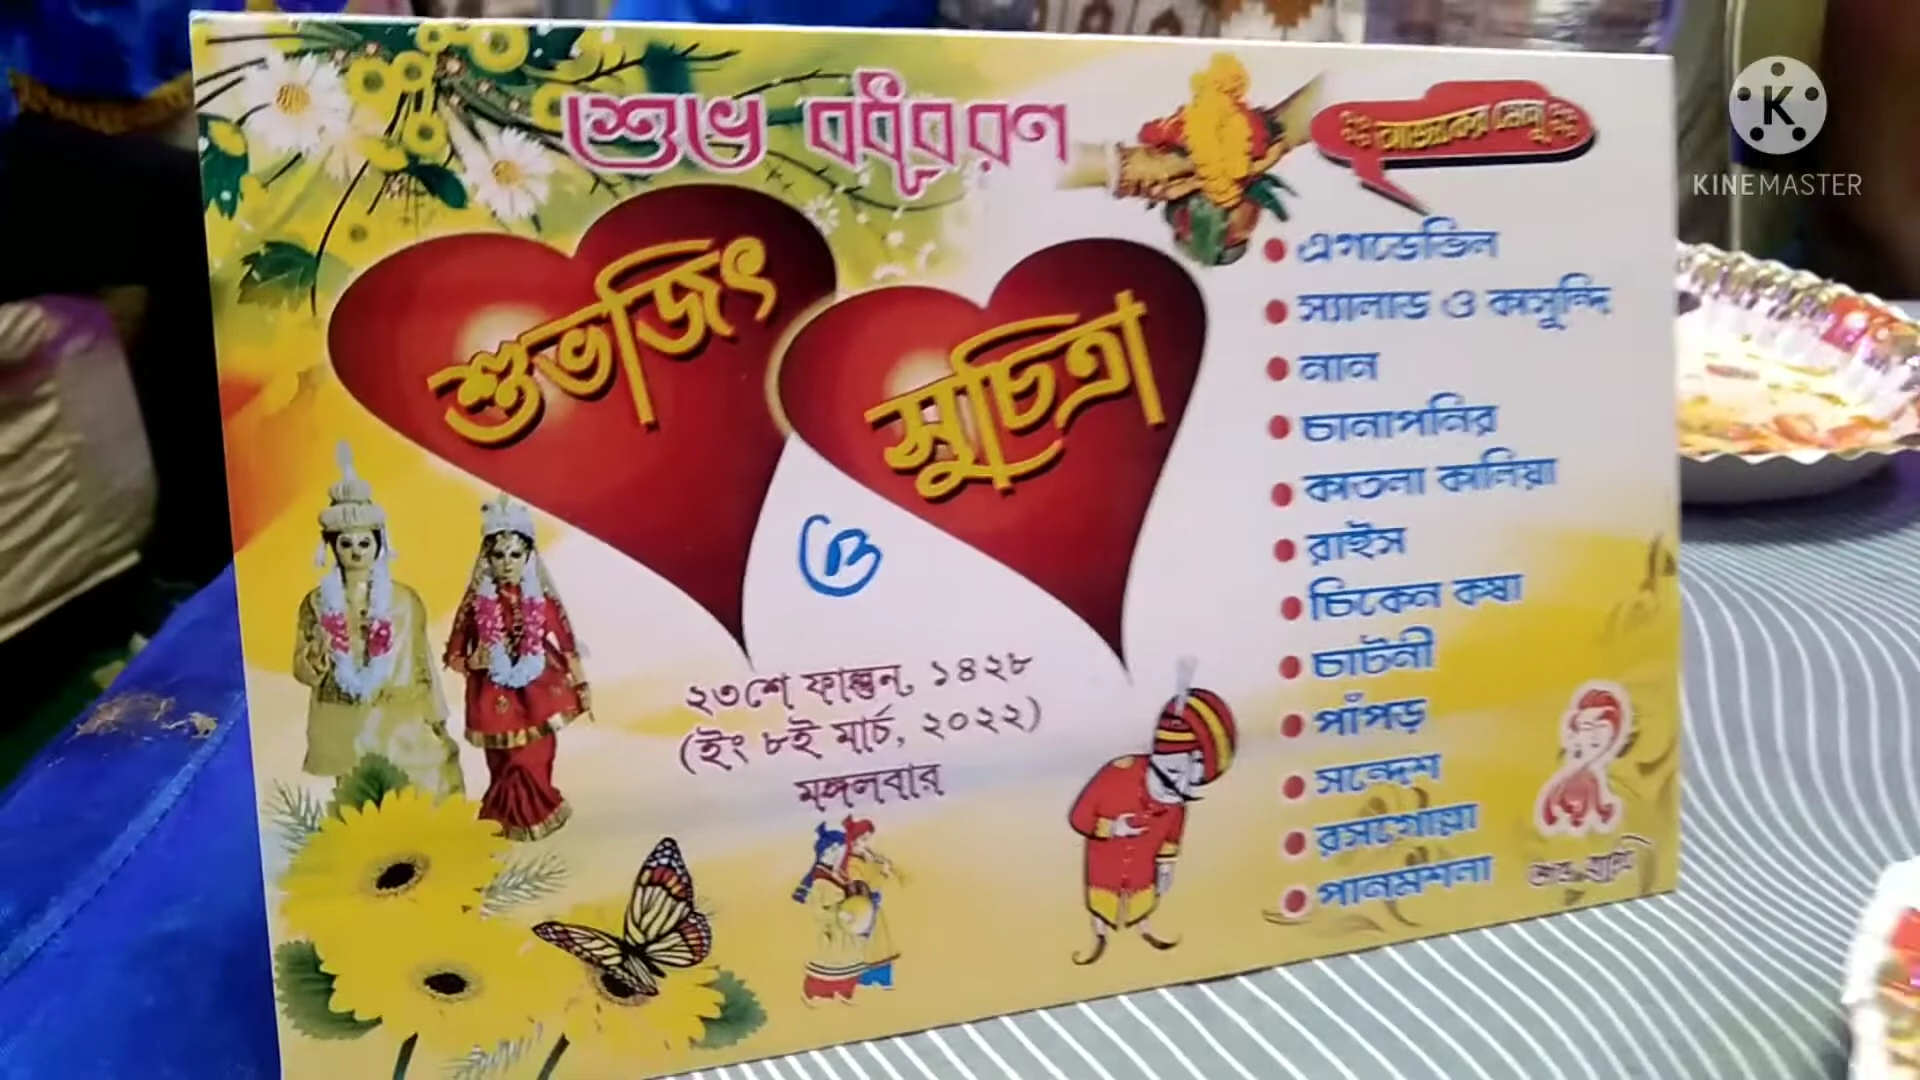 শুভ বধূবরণ
শুভজিৎ
সুচিত্রা
২৩শে ফাল্গুন, ১৪২৮
(ইং ৮ই মার্চ, ২০২২)
মঙ্গলবার
আজকের মেনু
এগডেভিল
স্যালাড ও কাসুন্দি
নান
চানাপনির
কাতলা কালিয়া
রাইস
চিকেন কষা
চাটনী
পাঁপড়
সন্দেশ
রসগোল্লা
পানমশলা
K
KINEMASTER